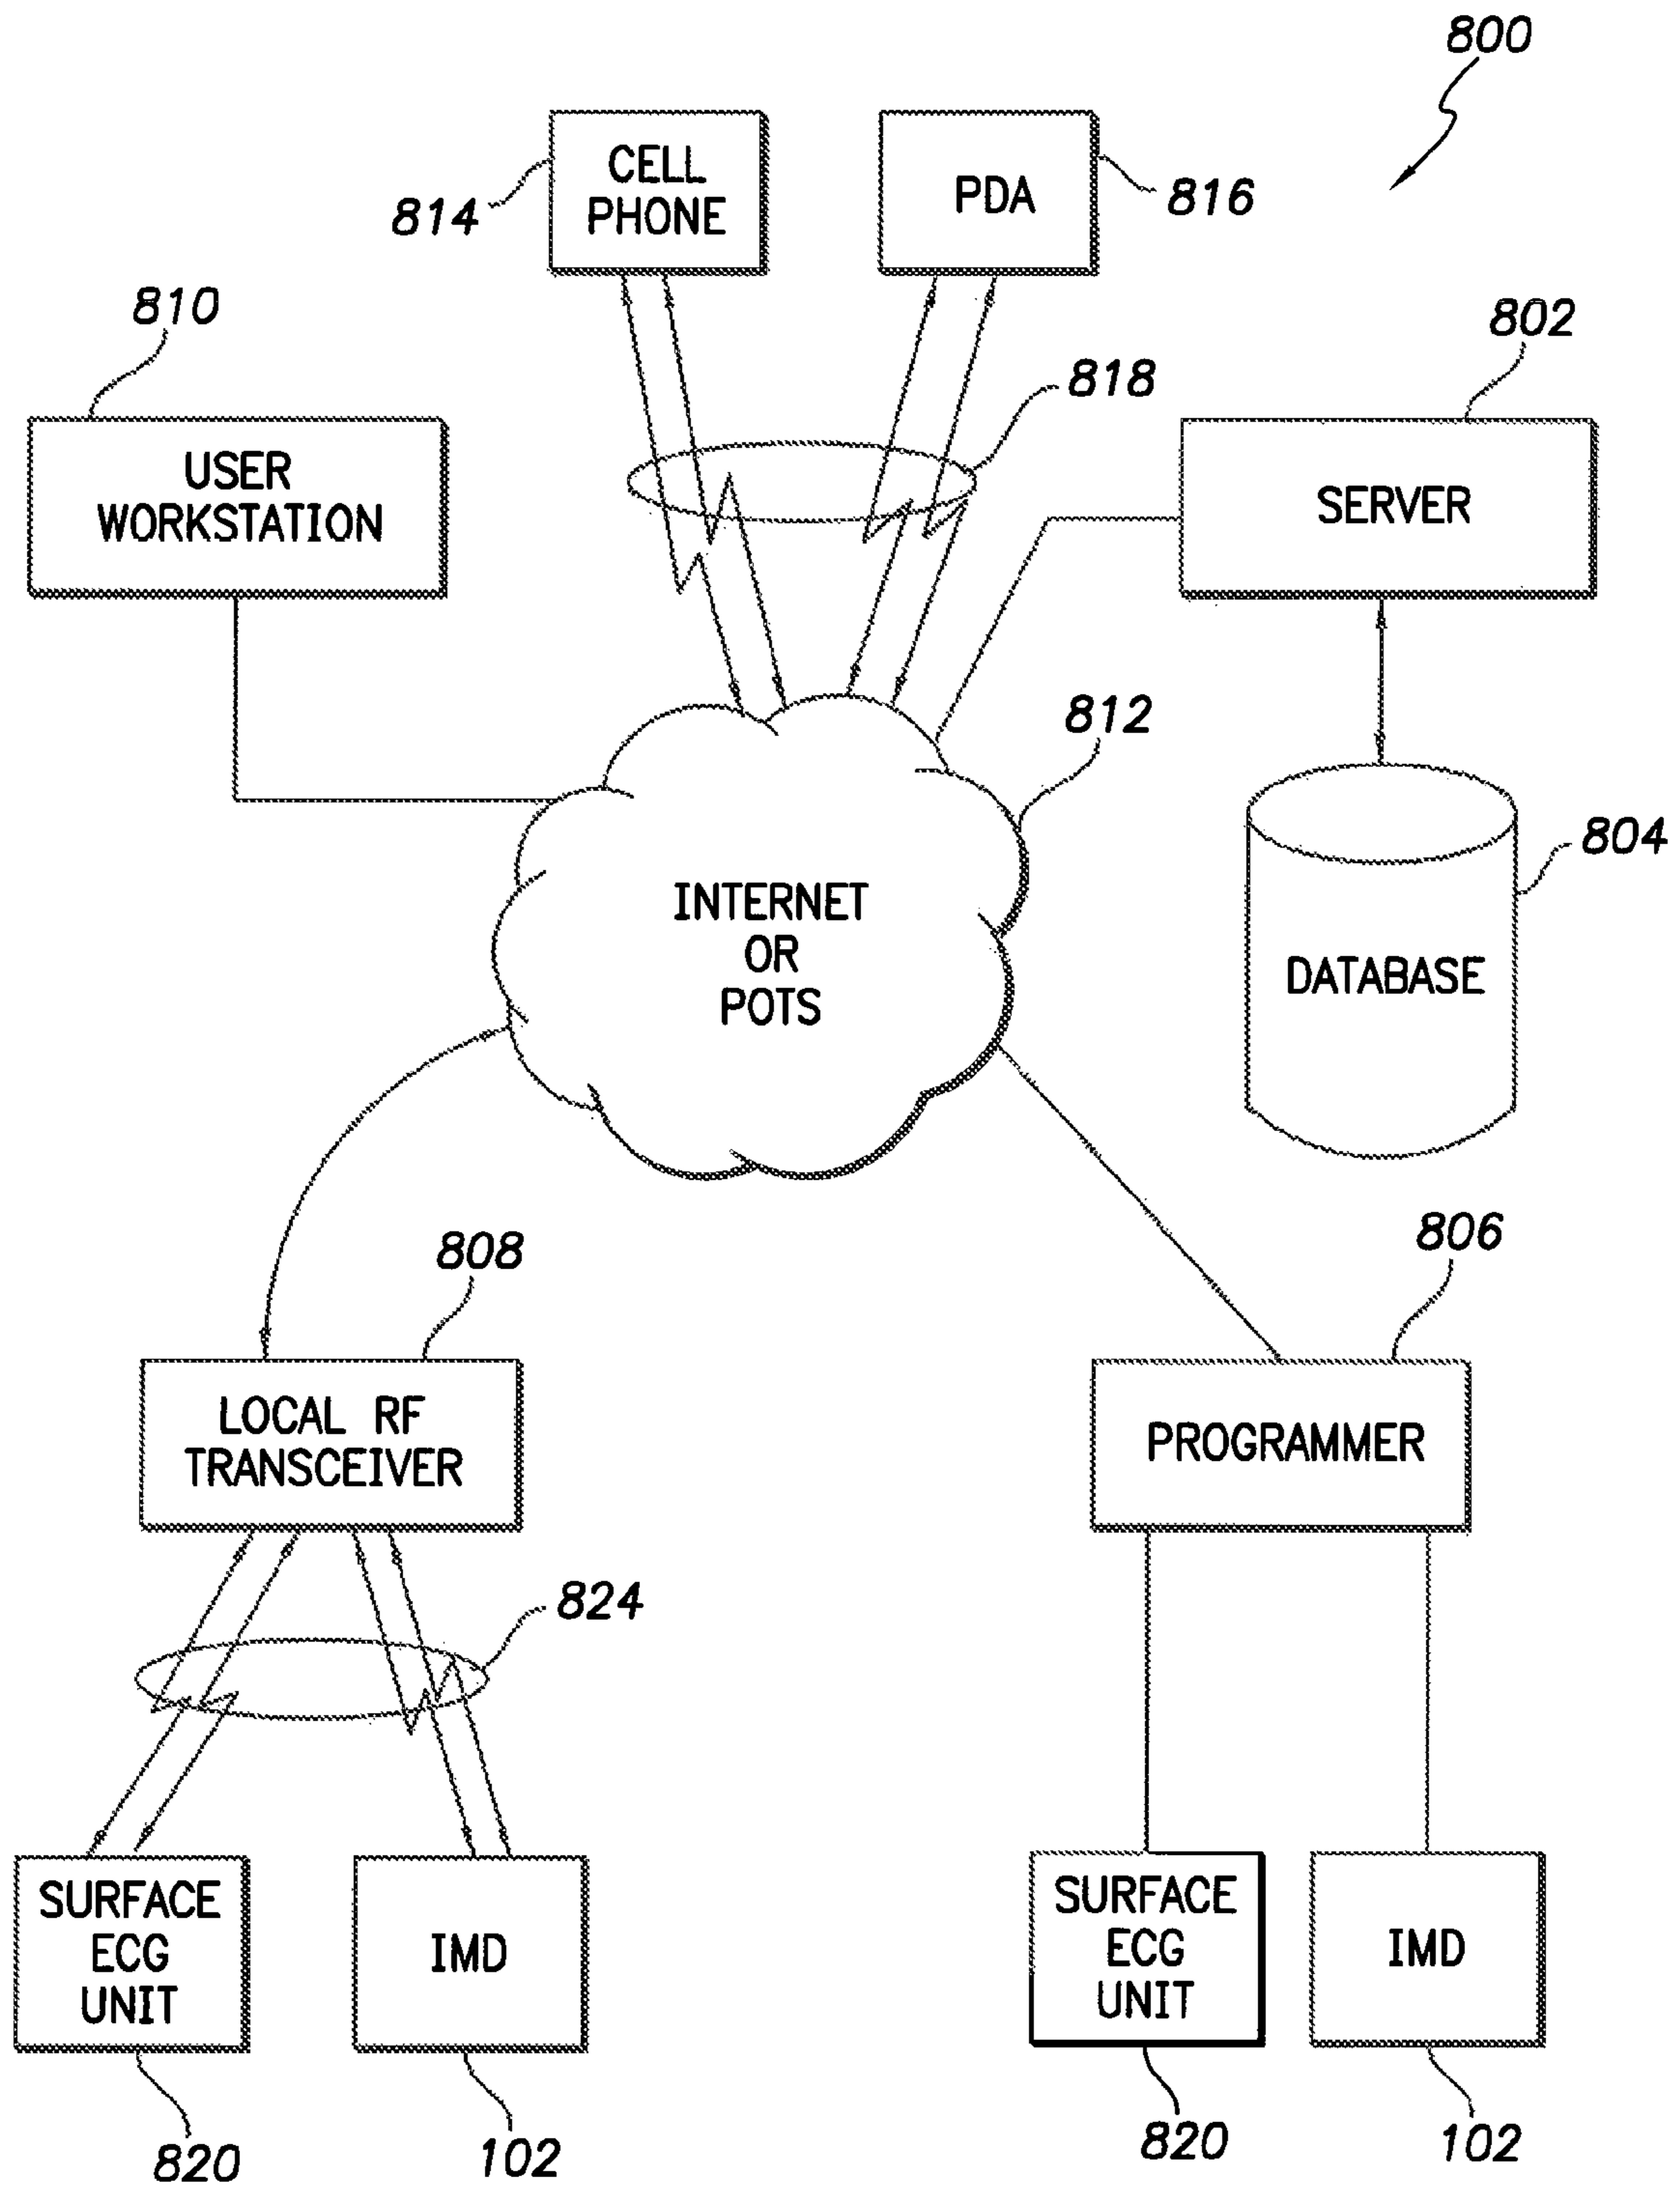 800
CELL
PHONE
814
PDA
816
810
802
818
USER
WORKSTATION
SERVER
812
804
INTERNET
OR
POTS
DATABASE
808
806
LOCAL RF
TRANSCEIVER
PROGRAMMER
824
SURFACE
ECG
UNIT
IMD
SURFACE
ECG
UNIT
IMD
820
102
820
102